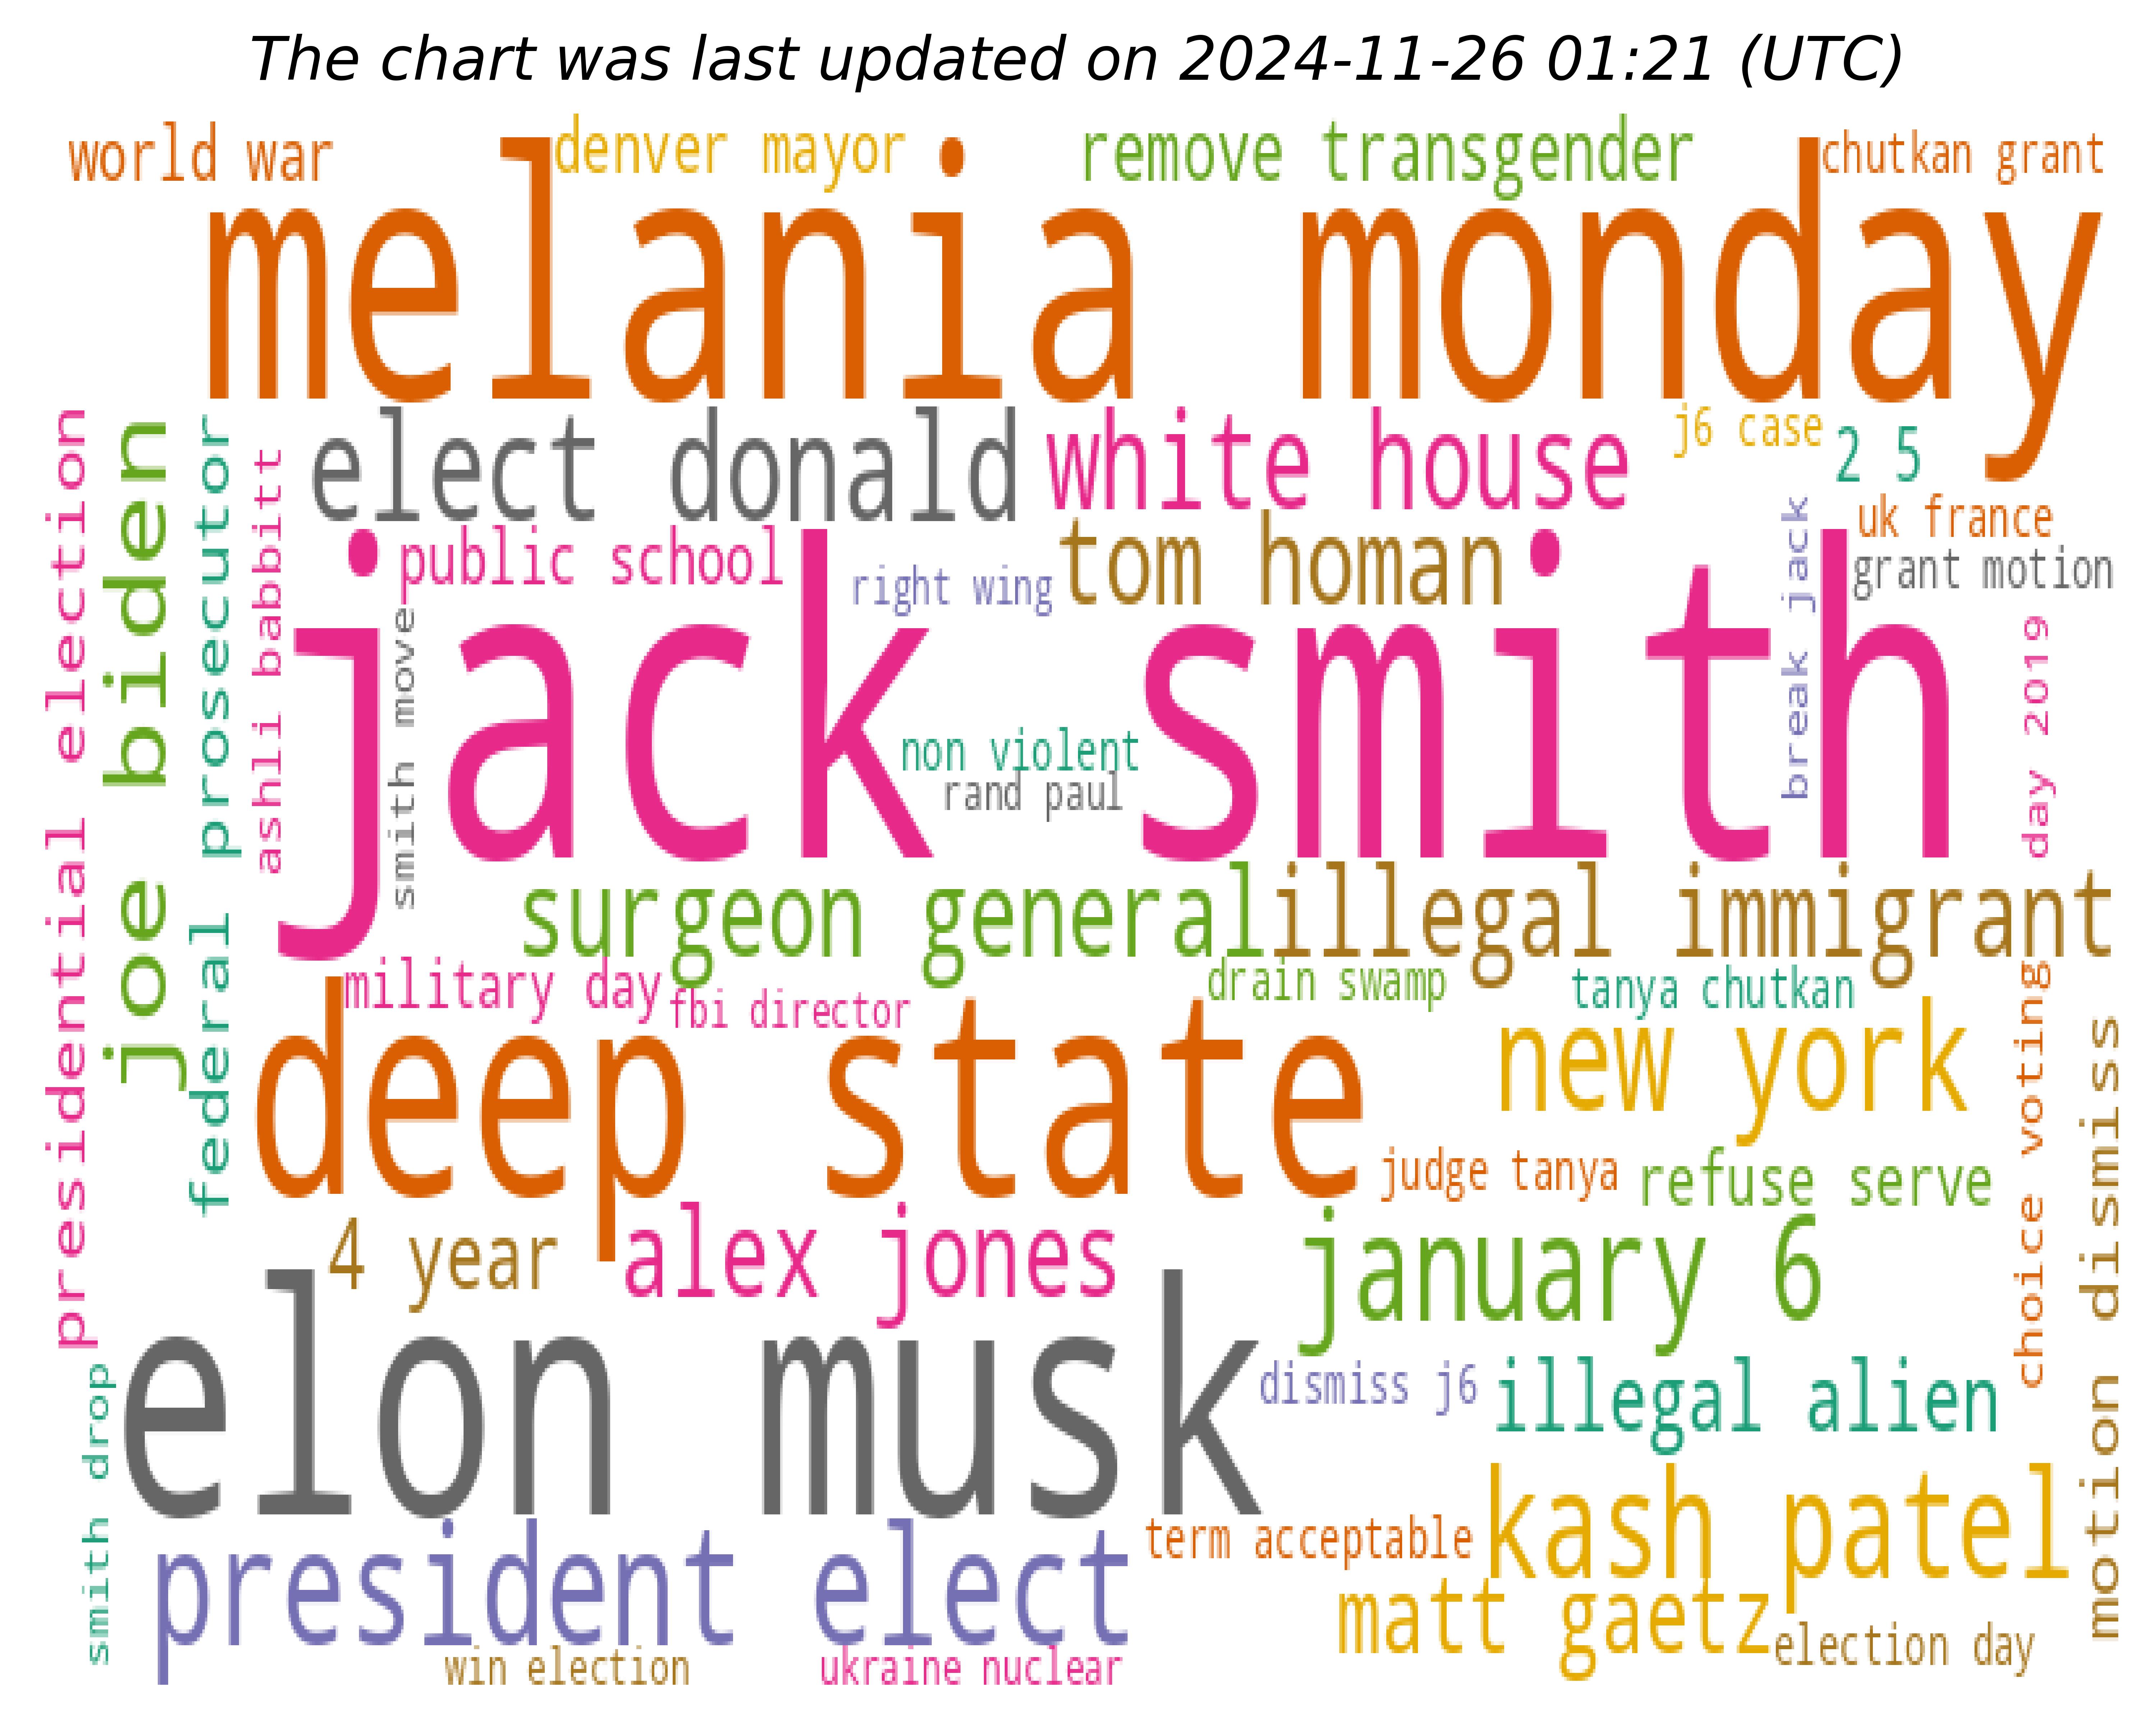 The chart was last updated on 2024-11-26 01:21 (UTC)
world war
denver mayor
remove transgender
chutkan grant
melania monday
elect donald
white house
j6 case
2 5
uk france
grant motion
public school
right wing
tom homan
break jack
jack smith
day 2019
presidential election
joe biden
federal prosecutor
ashli babbitt
smith move
non violent
rand paul
surgeon general
illegal immigrant
military day
fbi director
drain swamp
tanya chutkan
deep state
new york
choice voting
motion dismiss
judge tanya
refuse serve
4 year
alex jones
january 6
elon musk
dismiss j6
illegal alien
smith drop
kash patel
president elect
term acceptable
matt gaetz
election day
win election
ukraine nuclear